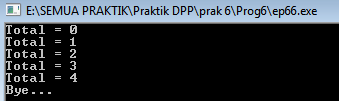 E:\SEMUA PRAKTIK\Praktik DPP\prak 6\Prog6\ep66.exe
Total = 0
Total = 1
Total = 2
Total = 3
Total = 4
Bye...